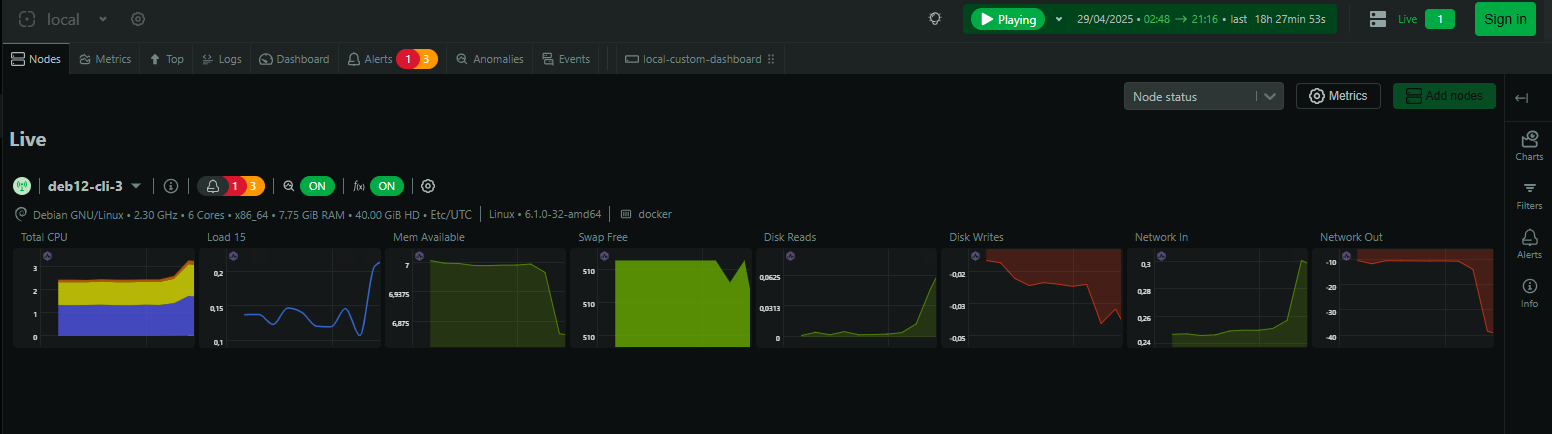 local
Playing 29/04/2025 • 02:48 → 21:16 • last 18h 27min 53s Live 1 Sign in
Nodes Metrics Top Logs Dashboard Alerts 1 3 Anomalies Events local-custom-dashboard
Node status Metrics Add nodes
Live
Charts
deb12-cli-3 1 3 ON f(x) ON
Filters
Debian GNU/Linux • 2.30 GHz • 6 Cores • x86_64 • 7.75 GiB RAM • 40.00 GiB HD • Etc/UTC Linux • 6.1.0-32-amd64 docker
Total CPU Load 15 Mem Available Swap Free Disk Reads Disk Writes Network In Network Out
3
2
1
0
0,2
0,15
0,1
7
6,9375
6,875
510
510
510
0,0625
0,0313
0
-0,02
-0,03
-0,05
0,3
0,28
0,26
0,24
-10
-20
-30
-40
Alerts
Info